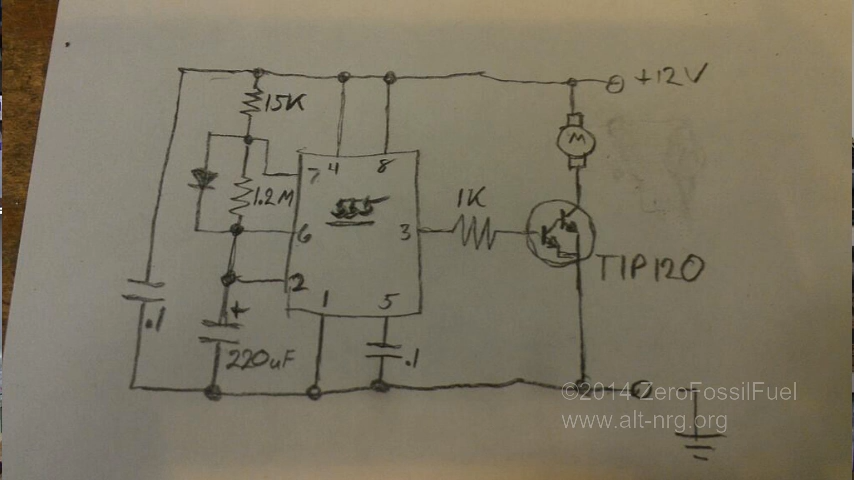 +12V
15K
7 4 8
1.2M
555
1K
6
3
TIP120
2
1 5
+
.1
220uF
.1
M
©2014 ZeroFossilFuel
www.alt-nrg.org